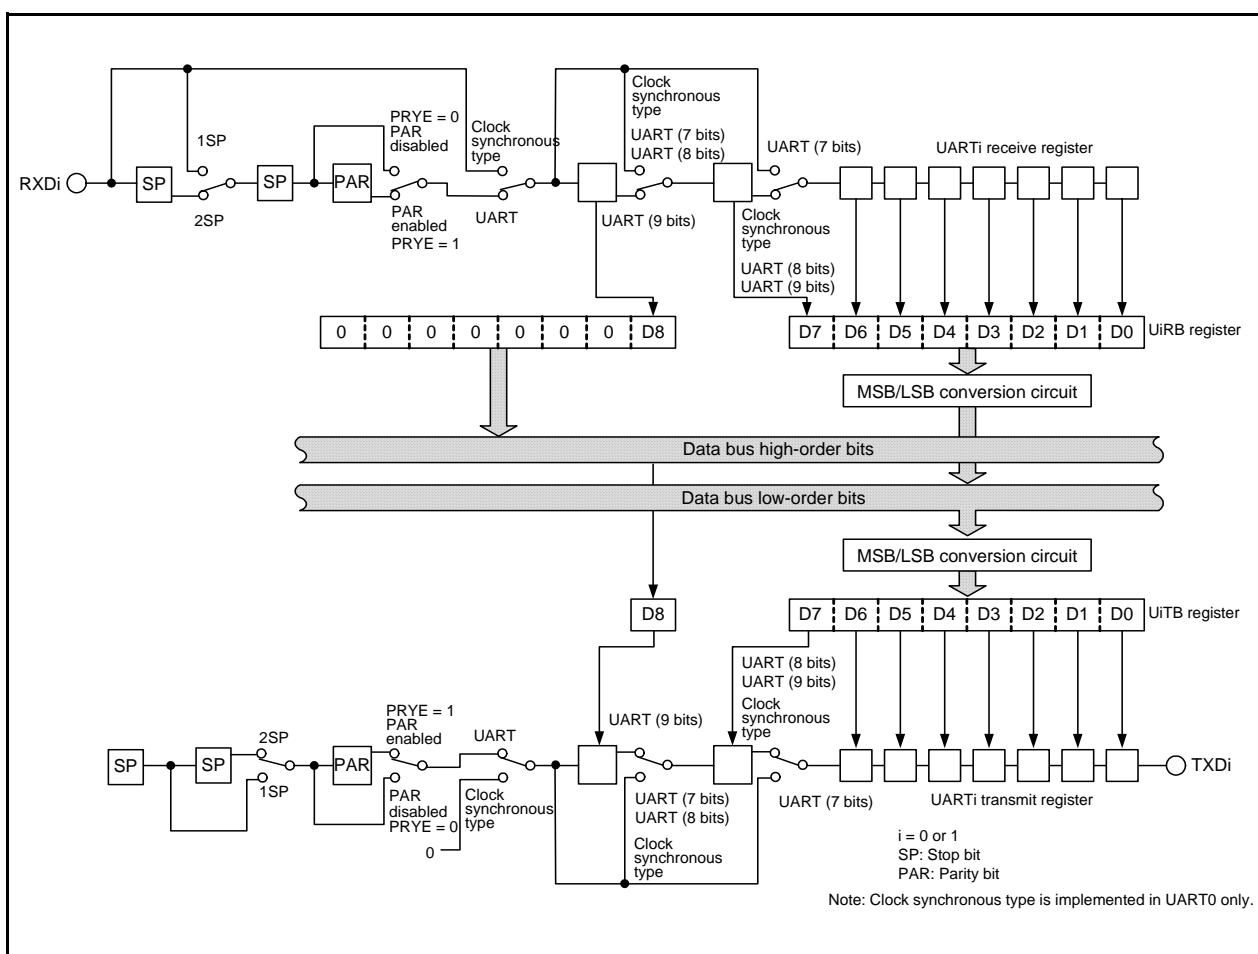 Clock
synchronous
type
PRYE = 0
PAR
disabled
Clock
synchronous
type
1SP
UART (7 bits)
UART (8 bits)
UART (7 bits)
UARTi receive register
RXDi
SP
SP
PAR
2SP
PAR
enabled
PRYE = 1
UART
UART (9 bits)
Clock
synchronous
type
UART (8 bits)
UART (9 bits)
0 0 0 0 0 0 0 D8
D7 D6 D5 D4 D3 D2 D1 D0
UiRB register
MSB/LSB conversion circuit
Data bus high-order bits
Data bus low-order bits
MSB/LSB conversion circuit
D8
D7 D6 D5 D4 D3 D2 D1 D0
UiTB register
UART (8 bits)
UART (9 bits)
PRYE = 1
PAR
enabled
UART (9 bits)
Clock
synchronous
type
2SP
UART
SP
SP
PAR
TXDi
1SP
PAR
disabled
PRYE = 0
Clock
synchronous
type
0
UART (7 bits)
UART (8 bits)
Clock
synchronous
type
UART (7 bits)
UARTi transmit register
i = 0 or 1
SP: Stop bit
PAR: Parity bit
Note: Clock synchronous type is implemented in UART0 only.